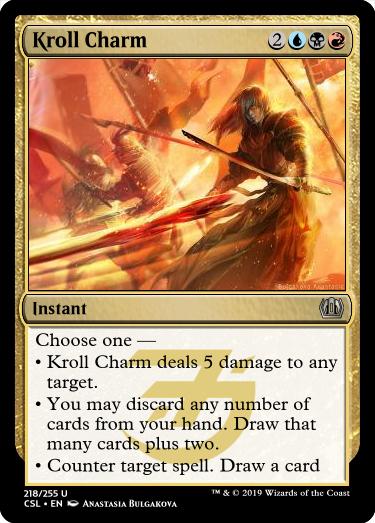 Kroll Charm 2
Bulgakova Anastasia
Instant
Choose one —
• Kroll Charm deals 5 damage to any
target.
• You may discard any number of
cards from your hand. Draw that
many cards plus two.
• Counter target spell. Draw a card
218/255 U
CSL • EN ANASTASIA BULGAKOVA
™ & © 2019 Wizards of the Coast